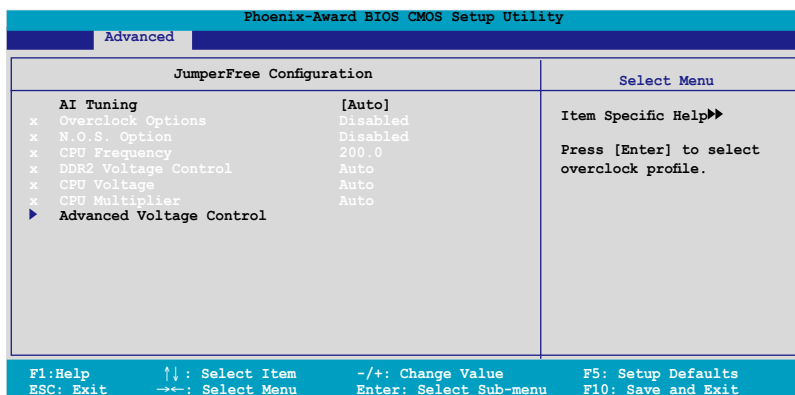 Phoenix-Award BIOS CMOS Setup Utility
Advanced
JumperFree Configuration
Select Menu
AI Tuning [Auto]
x Overclock Options Disabled
x N.O.S. Option Disabled
x CPU Frequency 200.0
x DDR2 Voltage Control Auto
x CPU Voltage Auto
x CPU Multiplier Auto
Advanced Voltage Control
Item Specific Help
Press [Enter] to select
overclock profile.
F1:Help ↑↓: Select Item -/+: Change Value F5: Setup Defaults
ESC: Exit →←: Select Menu Enter: Select Sub-menu F10: Save and Exit